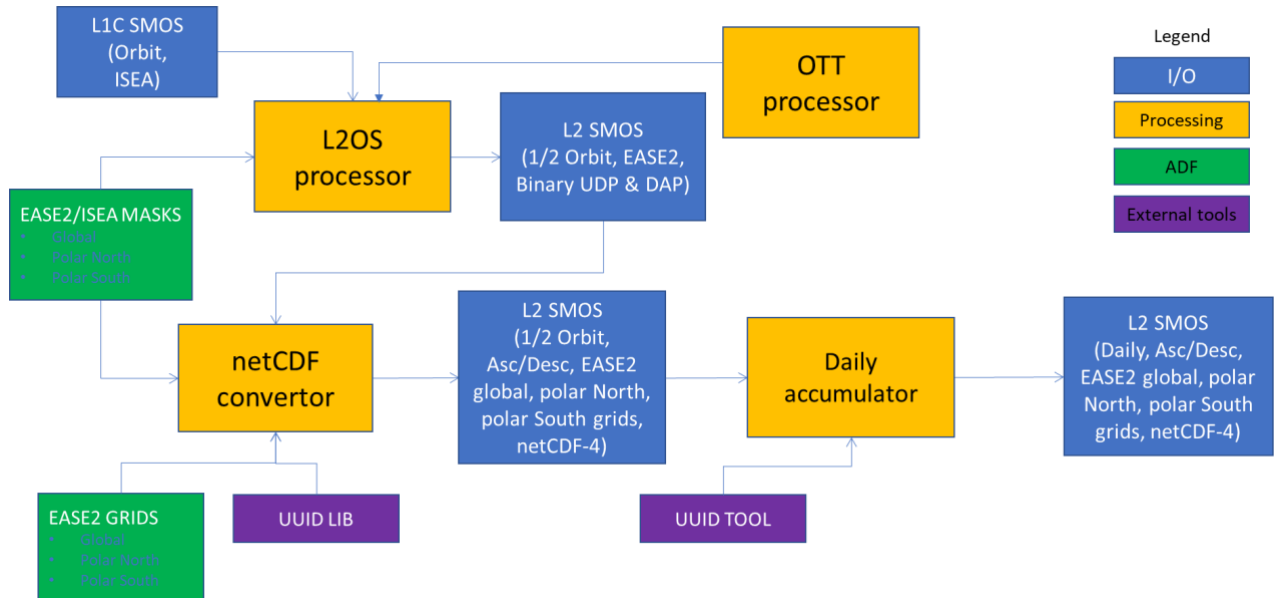 L1C SMOS
(Orbit,
ISEA)
OTT
processor
Legend
I/O
Processing
ADF
External tools
L2OS
processor
L2 SMOS
(1/2 Orbit, EASE2,
Binary UDP & DAP)
EASE2/ISEA MASKS
• Global
• Polar North
• Polar South
netCDF
convertor
L2 SMOS
(1/2 Orbit,
Asc/Desc, EASE2
global, polar North,
polar South grids,
netCDF-4)
Daily
accumulator
L2 SMOS
(Daily, Asc/Desc,
EASE2 global, polar
North, polar South
grids, netCDF-4)
EASE2 GRIDS
• Global
• Polar North
• Polar South
UUID LIB
UUID TOOL